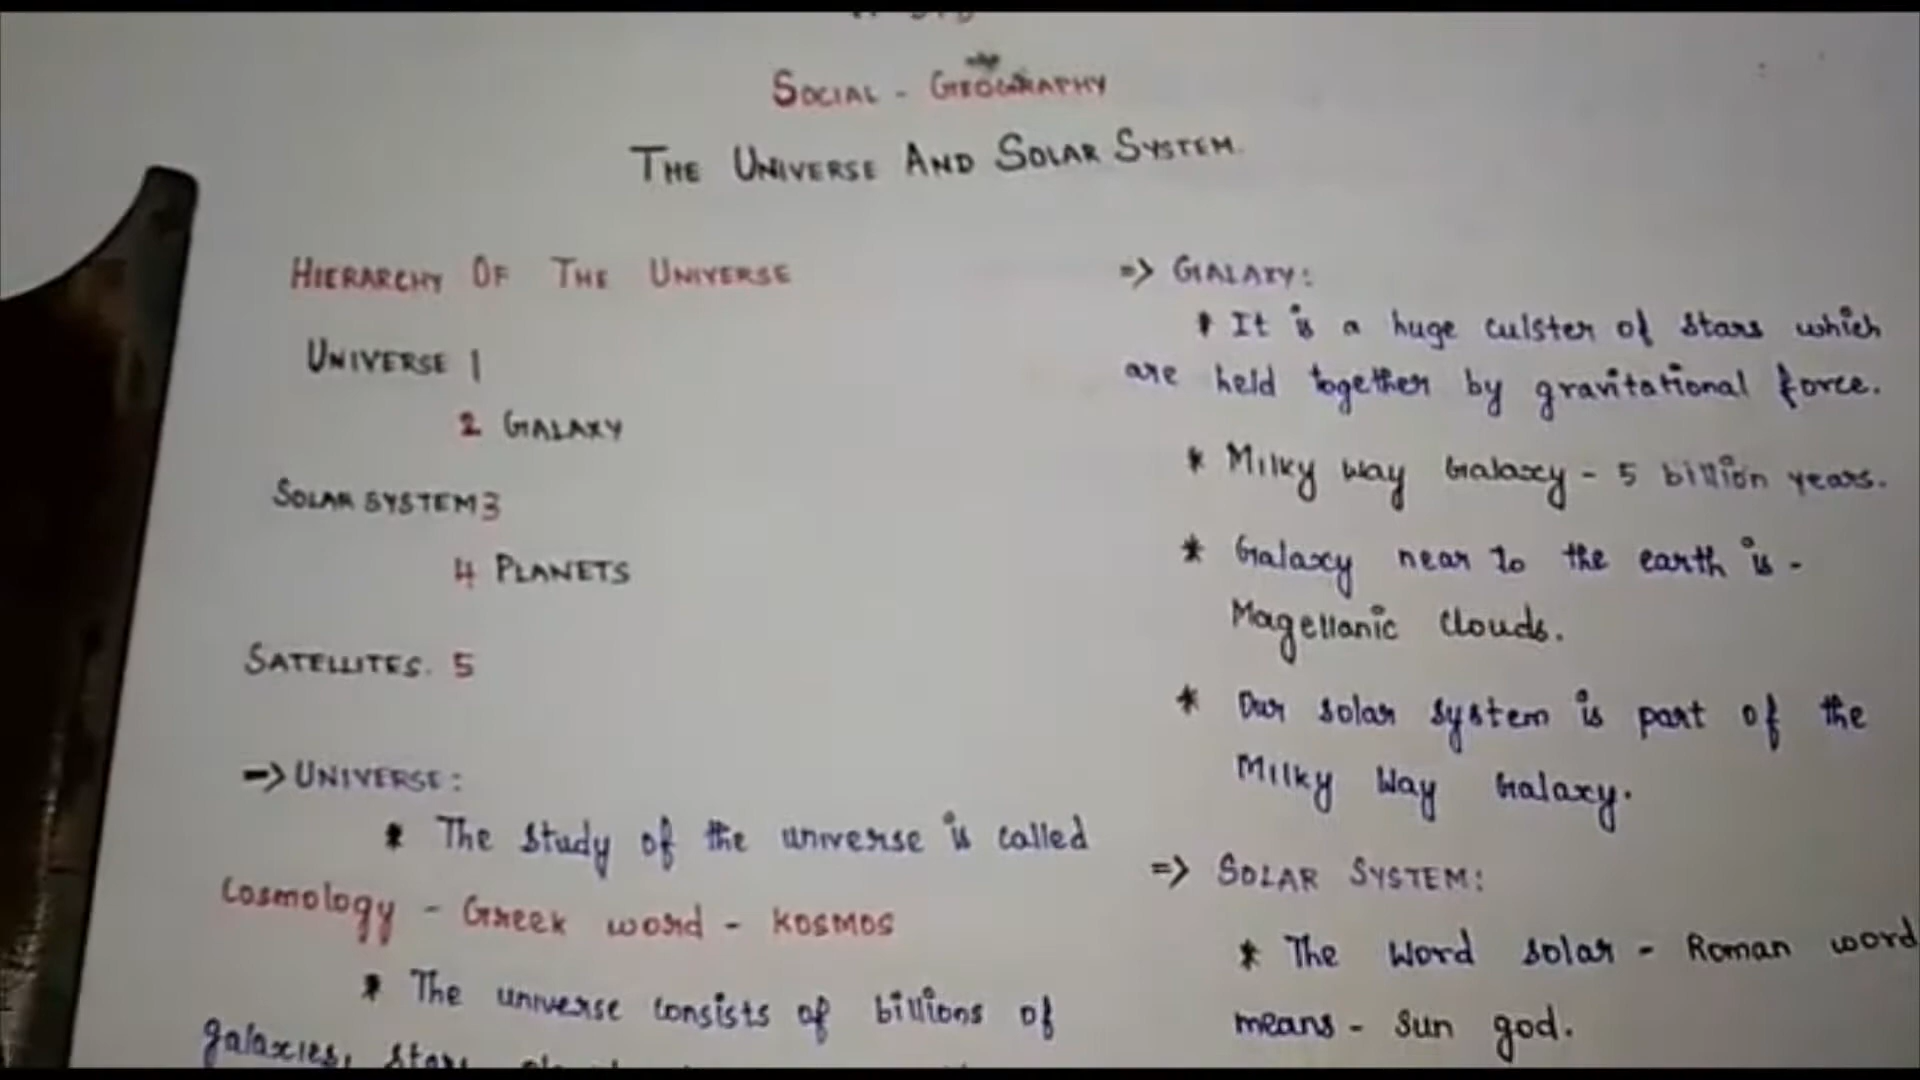 SOCIAL - GEOGRAPHY
THE UNIVERSE AND SOLAR SYSTEM.
HIERARCHY OF THE UNIVERSE
UNIVERSE 1
2 GALAXY
SOLAR SYSTEM 3
4 PLANETS
SATELLITES. 5
-> UNIVERSE:
* The study of the universe is called
Cosmology - Greek word - KOSMOS
* The universe consists of billions of
galaxies, stars,
=> GALAXY:
* It is a huge culster of stars which
are held together by gravitational force.
* Milky way Galaxy - 5 billion years.
* Galaxy near to the earth is -
Magellanic clouds.
* Our solar system is part of the
Milky Way Galaxy.
=> SOLAR SYSTEM:
* The word solar - Roman word
means - sun god.